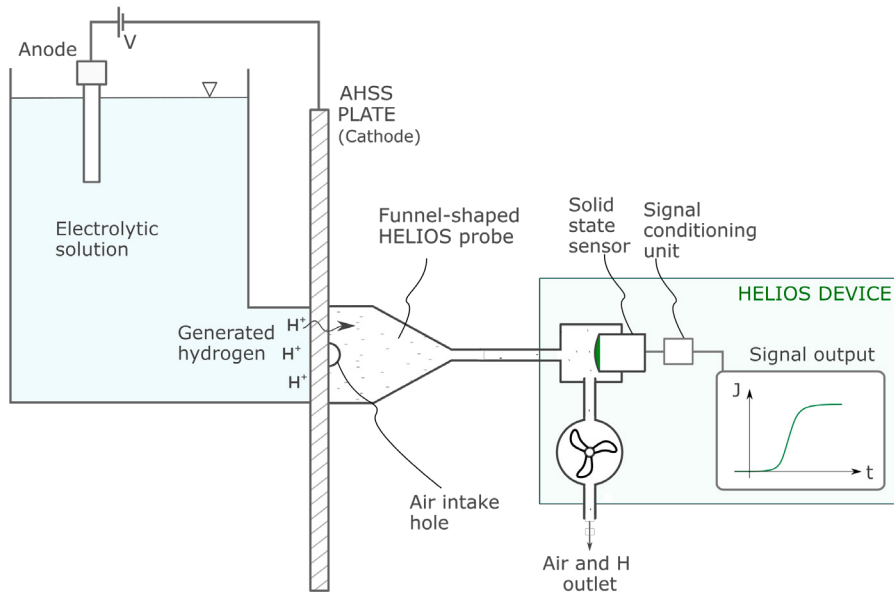 Anode
V
AHSS
PLATE
(Cathode)
Electrolytic
solution
Funnel-shaped
HELIOS probe
Solid
state
sensor
Signal
conditioning
unit
HELIOS DEVICE
Generated
hydrogen
H⁺
H⁺
H⁺
Signal output
J
t
Air intake
hole
Air and H
outlet